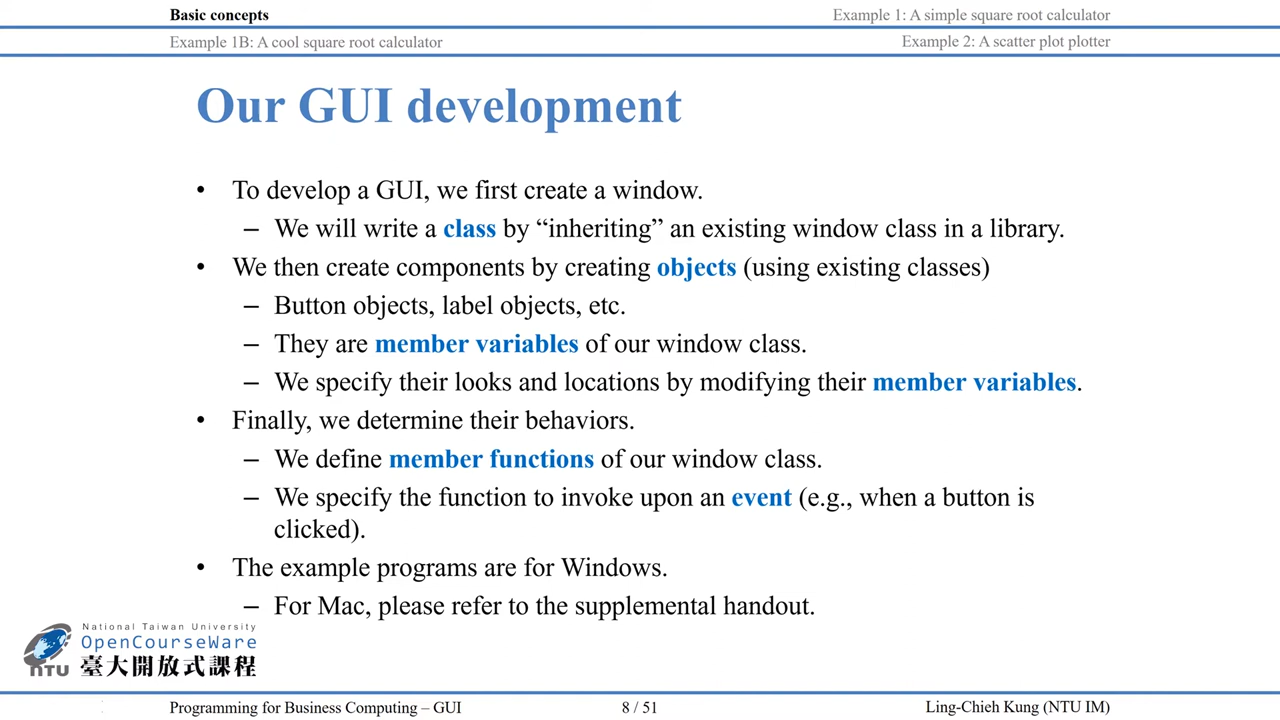 Basic concepts
Example 1: A simple square root calculator
Example 1B: A cool square root calculator
Example 2: A scatter plot plotter
Our GUI development
• To develop a GUI, we first create a window.
– We will write a class by “inheriting” an existing window class in a library.
• We then create components by creating objects (using existing classes)
– Button objects, label objects, etc.
– They are member variables of our window class.
– We specify their looks and locations by modifying their member variables.
• Finally, we determine their behaviors.
– We define member functions of our window class.
– We specify the function to invoke upon an event (e.g., when a button is
clicked).
• The example programs are for Windows.
– For Mac, please refer to the supplemental handout.
National Taiwan University
OpenCourseWare
NTU 臺大開放式課程
Programming for Business Computing – GUI
8 / 51
Ling-Chieh Kung (NTU IM)